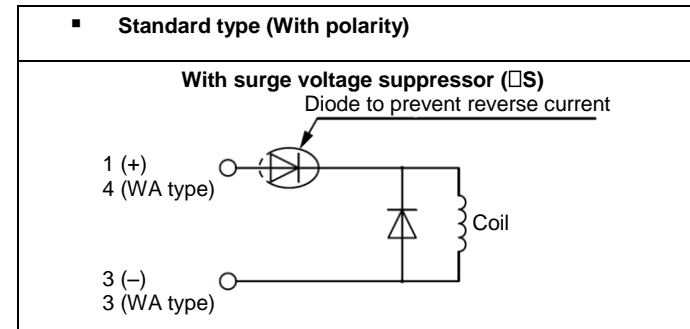 ▪ Standard type (With polarity)
With surge voltage suppressor (□S)
Diode to prevent reverse current
1 (+)
4 (WA type)
Coil
3 (–)
3 (WA type)